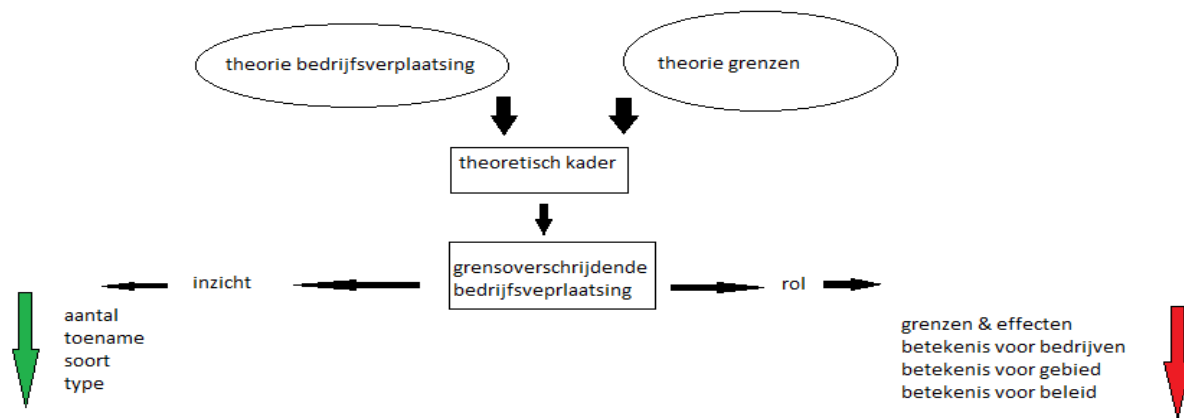 theorie bedrijfsverplaatsing
theorie grenzen
theoretisch kader
grensoverschrijdende
bedrijfsveprlaatsing
inzicht
rol
aantal
toename
soort
type
grenzen & effecten
betekenis voor bedrijven
betekenis voor gebied
betekenis voor beleid